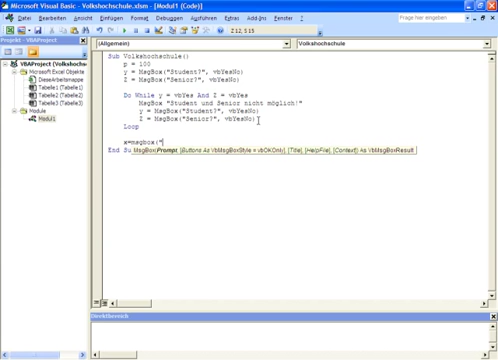 Microsoft Visual Basic - Volkshochschule.xlsm - [Modul1 (Code)]
Datei Bearbeiten Ansicht Einfügen Format Debuggen Ausführen Extras Add-Ins Fenster ?
Frage hier eingeben
Z 12, S 15
Projekt - VBAProject
(Allgemein)
Volkshochschule
VBAProject (Volkshochs
Microsoft Excel Objekte
DieseArbeitsmappe
Tabelle1 (Tabelle1)
Tabelle2 (Tabelle2)
Tabelle3 (Tabelle3)
Module
Modul1
Sub Volkshochschule()
p = 100
y = MsgBox("Student?", vbYesNo)
Z = MsgBox("Senior?", vbYesNo)
Do While y = vbYes And Z = vbYes
MsgBox "Student und Senior nicht möglich!"
y = MsgBox("Student?", vbYesNo)
Z = MsgBox("Senior?", vbYesNo)
Loop
x=msgbox("
End Su
MsgBox(Prompt, [Buttons As VbMsgBoxStyle = vbOKOnly], [Title], [HelpFile], [Context]) As VbMsgBoxResult
Direktbereich